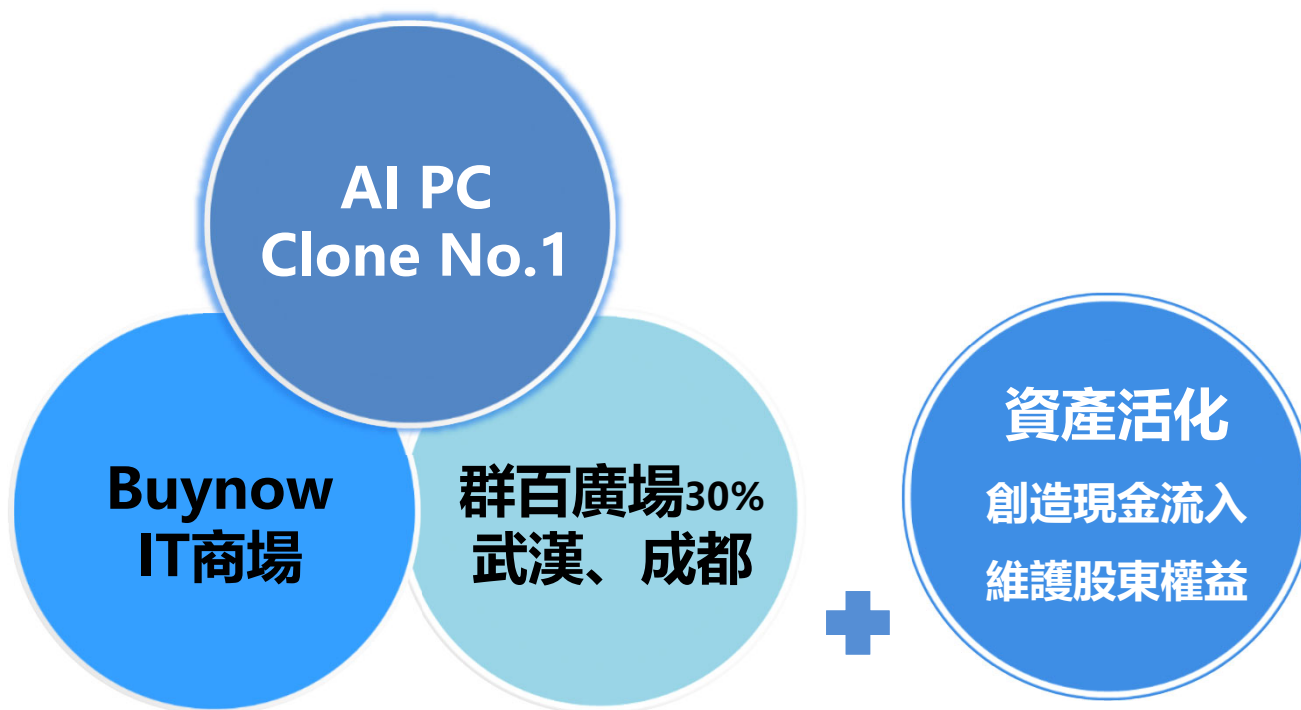 AI PC
Clone No.1
Buynow
IT商場
群百廣場30%
武漢、成都
資產活化
創造現金流入
維護股東權益